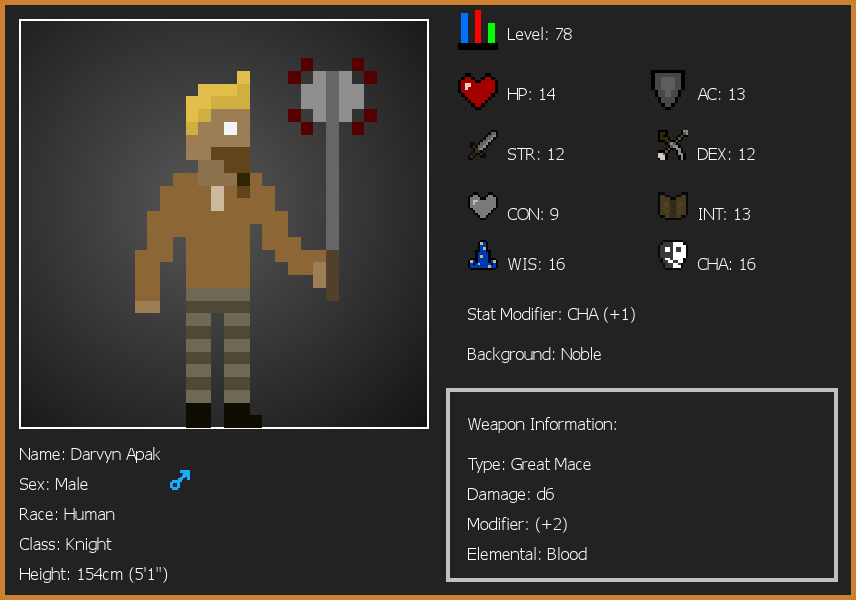 Level: 78
HP: 14
AC: 13
STR: 12
DEX: 12
CON: 9
INT: 13
WIS: 16
CHA: 16
Stat Modifier: CHA (+1)
Background: Noble
Weapon Information:
Type: Great Mace
Damage: d6
Modifier: (+2)
Elemental: Blood
Name: Darvyn Apak
Sex: Male
Race: Human
Class: Knight
Height: 154cm (5'1")